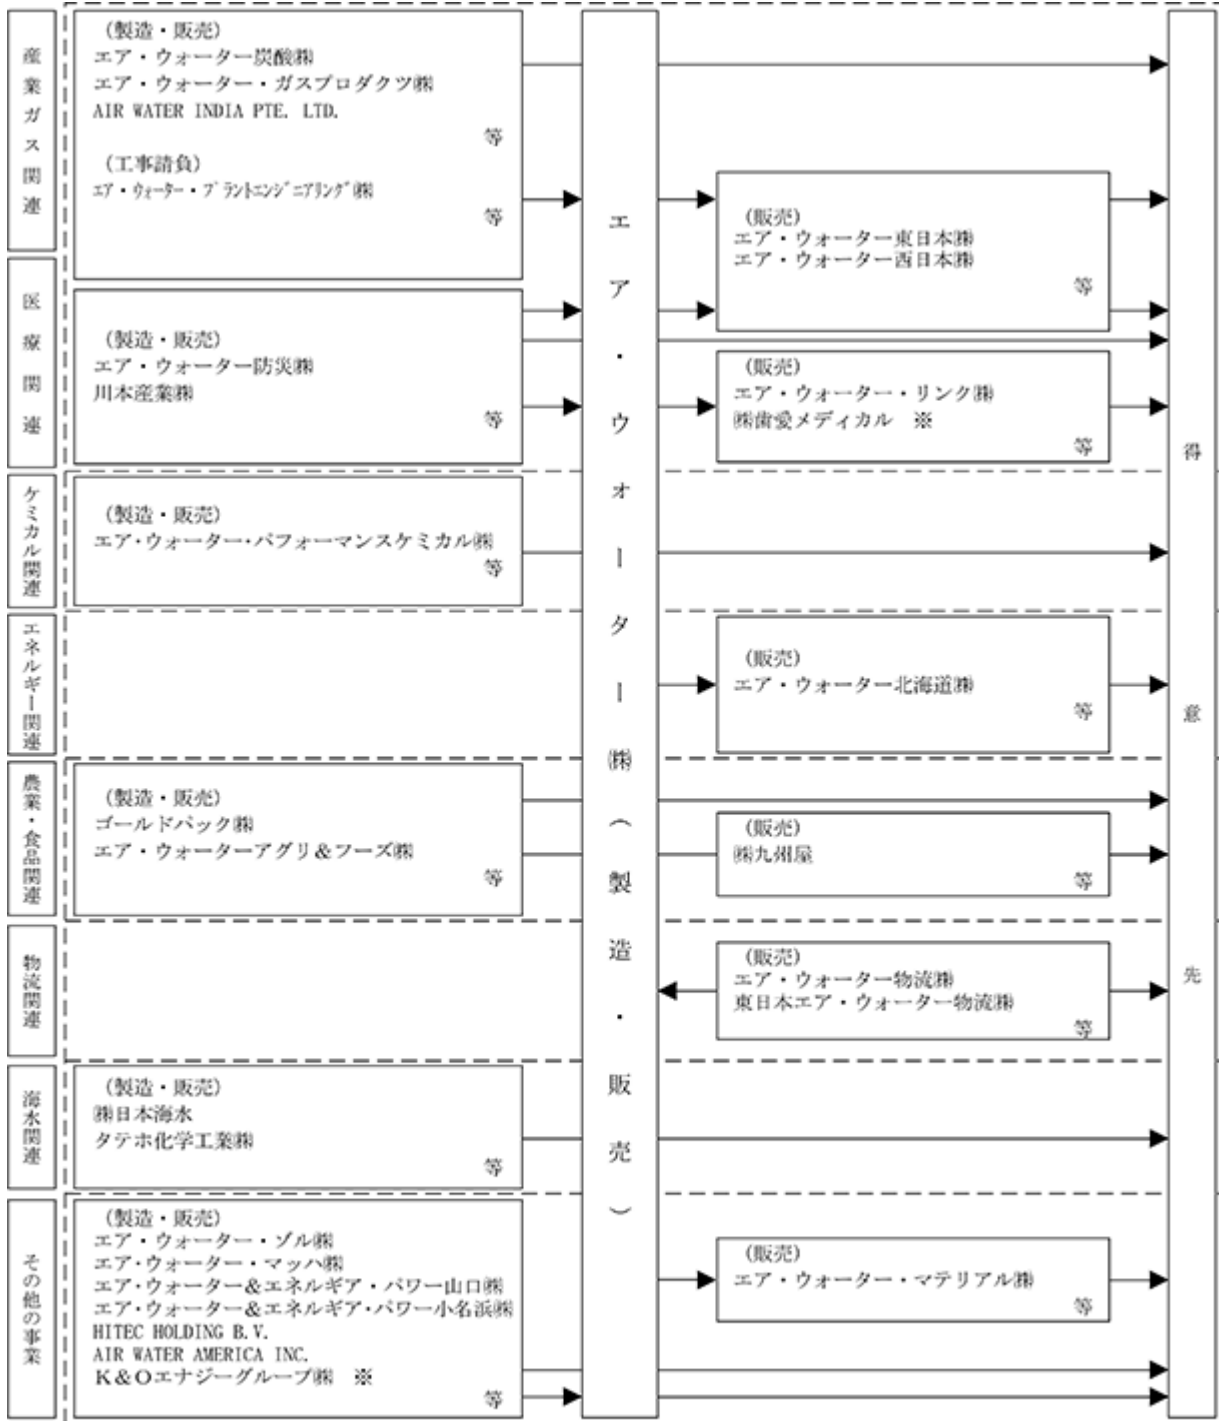 産業ガス関連
(製造・販売)
エア・ウォーター炭酸㈱
エア・ウォーター・ガスプロダクツ㈱
AIR WATER INDIA PTE. LTD.
等
(工事請負)
エア・ウォーター・プラントエンジニアリング㈱
等
(販売)
エア・ウォーター東日本㈱
エア・ウォーター西日本㈱
等
医療関連
(製造・販売)
エア・ウォーター防災㈱
川本産業㈱
等
(販売)
エア・ウォーター・リンク㈱
㈱歯愛メディカル ※
等
ケミカル関連
(製造・販売)
エア・ウォーター・パフォーマンスケミカル㈱
等
エネルギー関連
(販売)
エア・ウォーター北海道㈱
等
農業・食品関連
(製造・販売)
ゴールドパック㈱
エア・ウォーターアグリ&フーズ㈱
等
(販売)
㈱九州屋
等
物流関連
(販売)
エア・ウォーター物流㈱
東日本エア・ウォーター物流㈱
等
海水関連
(製造・販売)
㈱日本海水
タテホ化学工業㈱
等
その他の事業
(製造・販売)
エア・ウォーター・ゾル㈱
エア・ウォーター・マッハ㈱
エア・ウォーター&エネルギア・パワー山口㈱
エア・ウォーター&エネルギア・パワー小名浜㈱
HITEC HOLDING B.V.
AIR WATER AMERICA INC.
K&Oエナジーグループ㈱ ※
等
(販売)
エア・ウォーター・マテリアル㈱
等
エア・ウォーター㈱(製造・販売)
得意先